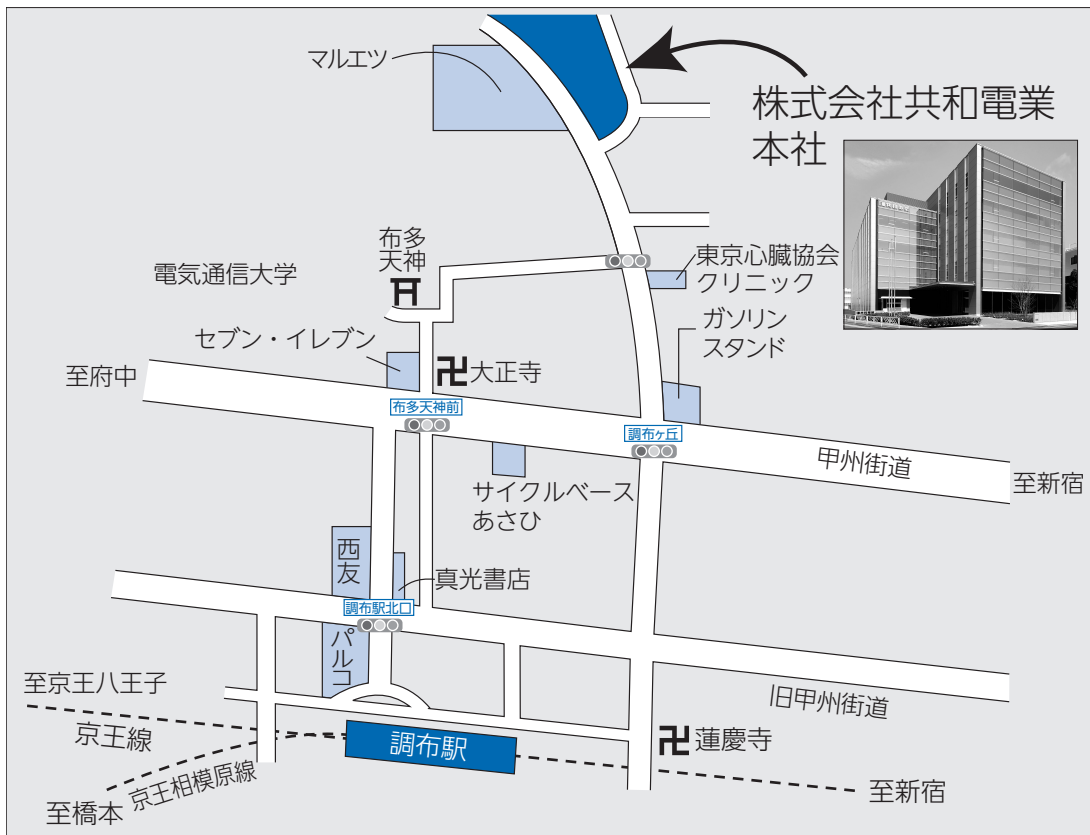 マルエツ
株式会社共和電業
本社
布多
天神
電気通信大学
東京心臓協会
クリニック
ガソリン
スタンド
セブン・イレブン
大正寺
至府中
布多天神前
調布ヶ丘
甲州街道
至新宿
サイクルベース
あさひ
西友
真光書店
調布駅北口
パルコ
至京王八王子
旧甲州街道
京王線
調布駅
蓮慶寺
京王相模原線
至橋本
至新宿